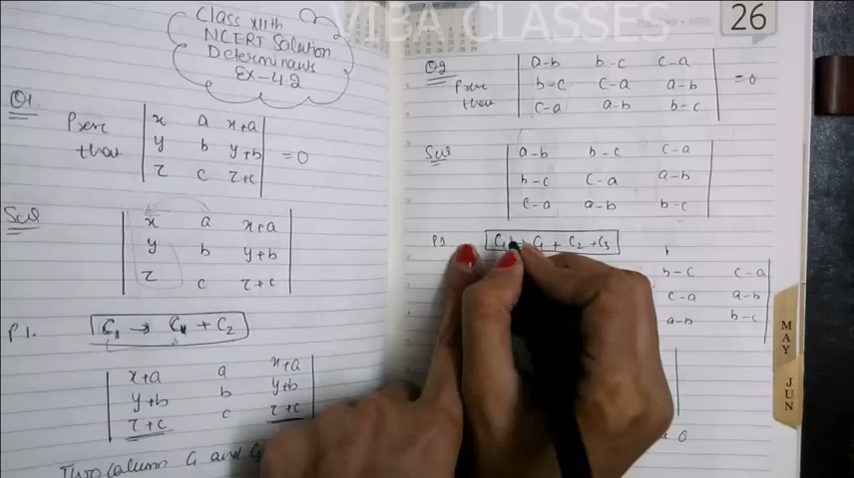 VIBA CLASSES
Class XIIth
NCERT Solution
Determinants
Ex-4.2
Q1. Prove that
x a x+a
y b y+b
z c z+c
=0
Sol
x a x+a
y b y+b
z c z+c
P1. C₁ → C₁ + C₂
x+a a x+a
y+b b y+b
z+c c z+c
Two column C₁ and
26
Q2 Prove that
a-b b-c c-a
b-c c-a a-b
c-a a-b b-c
=0
Sol
a-b b-c c-a
b-c c-a a-b
c-a a-b b-c
P1 C₁ → C₁ + C₂ + C₃
b-c c-a
c-a a-b
a-b b-c
0
MAY
JUN